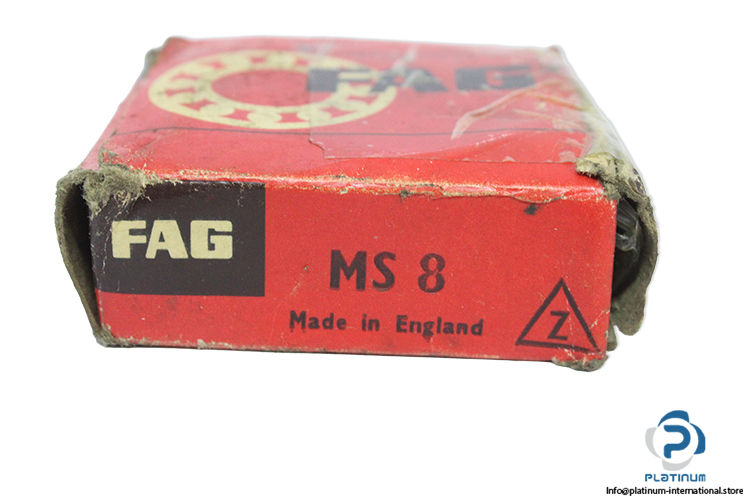 FAG
FAG
MS 8
Made in England
Z
PLATINUM
Info@platinum-international.store